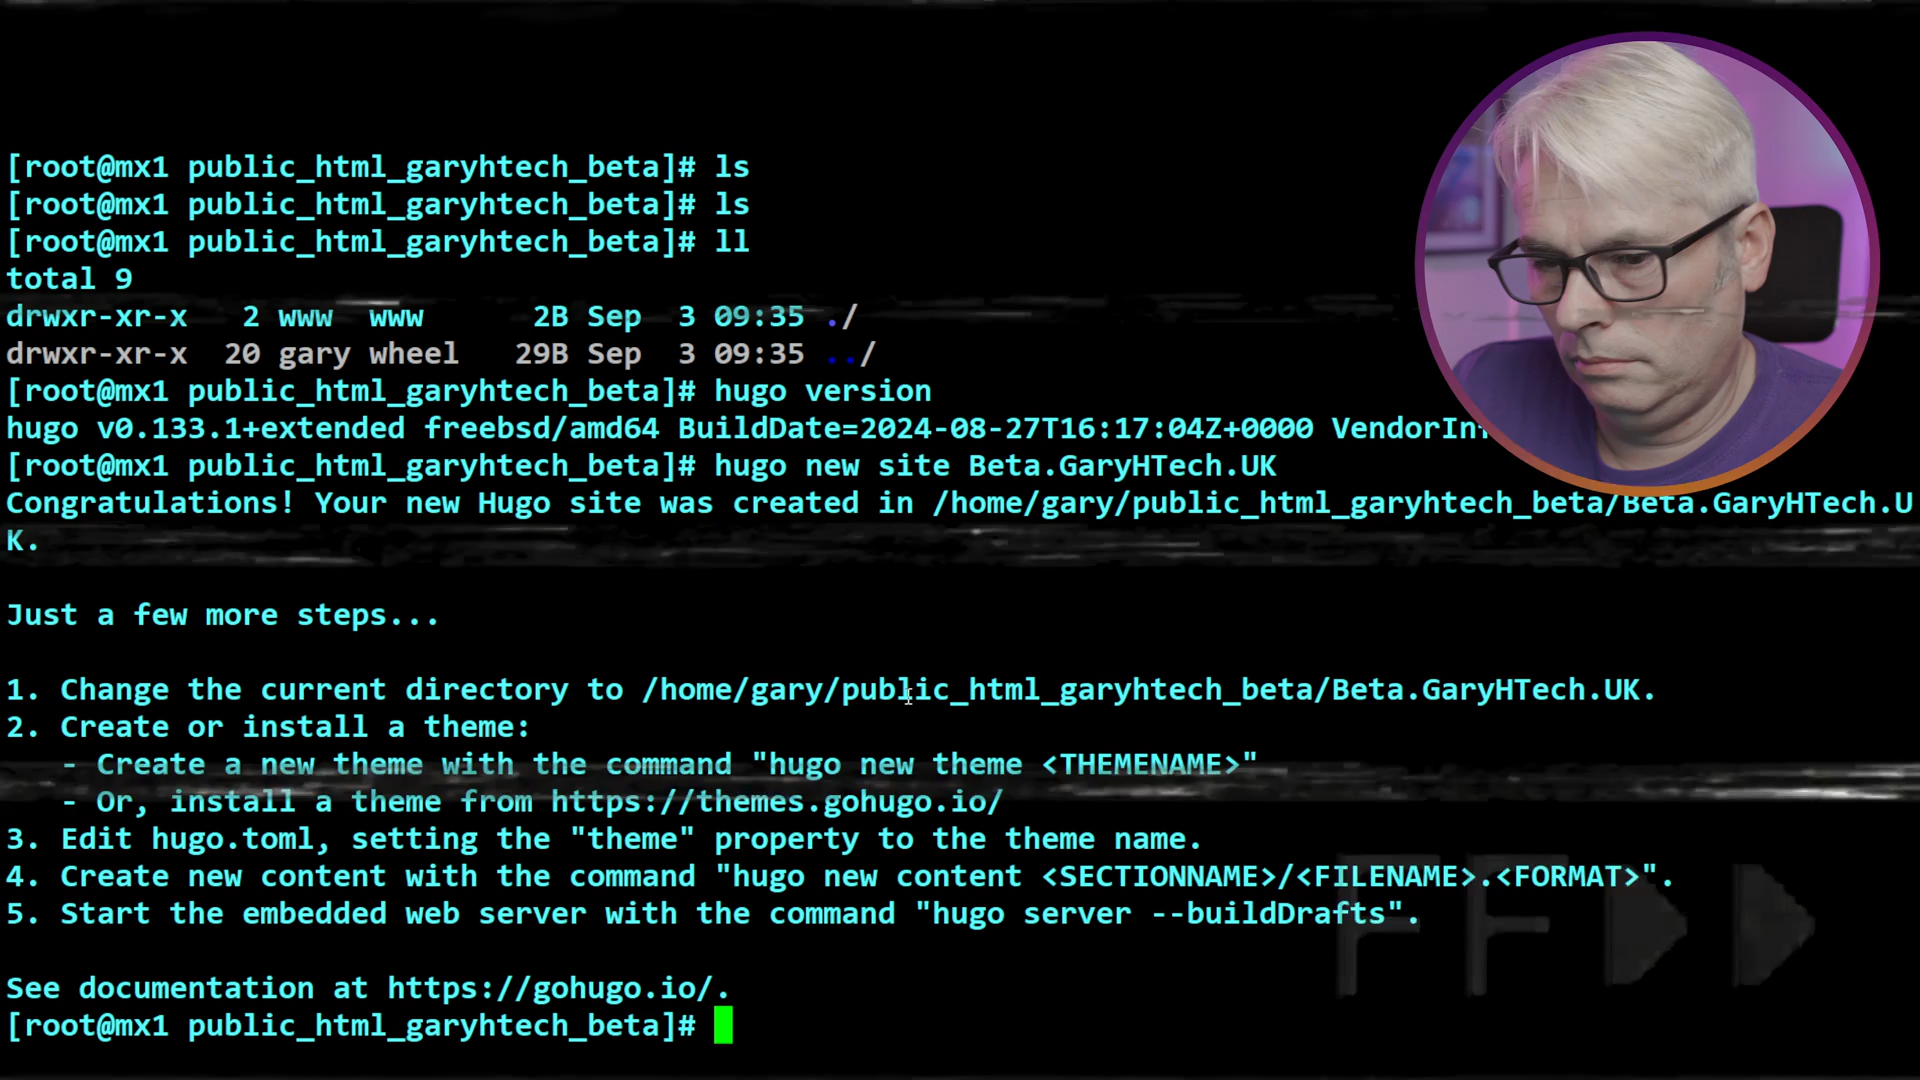 [root@mx1 public_html_garyhtech_beta]# ls
[root@mx1 public_html_garyhtech_beta]# ls
[root@mx1 public_html_garyhtech_beta]# ll
total 9
drwxr-xr-x   2 www  www      2B Sep  3 09:35 ./
drwxr-xr-x  20 gary wheel   29B Sep  3 09:35 ../
[root@mx1 public_html_garyhtech_beta]# hugo version
hugo v0.133.1+extended freebsd/amd64 BuildDate=2024-08-27T16:17:04Z+0000
[root@mx1 public_html_garyhtech_beta]# hugo new site Beta.GaryHTech.UK
Congratulations! Your new Hugo site was created in /home/gary/public_html_garyhtech_beta/Beta.GaryHTech.U
K.
Just a few more steps...
1. Change the current directory to /home/gary/public_html_garyhtech_beta/Beta.GaryHTech.UK.
2. Create or install a theme:
   - Create a new theme with the command "hugo new theme <THEMENAME>"
   - Or, install a theme from https://themes.gohugo.io/
3. Edit hugo.toml, setting the "theme" property to the theme name.
4. Create new content with the command "hugo new content <SECTIONNAME>/<FILENAME>.<FORMAT>".
5. Start the embedded web server with the command "hugo server --buildDrafts".
FF
See documentation at https://gohugo.io/.
[root@mx1 public_html_garyhtech_beta]#